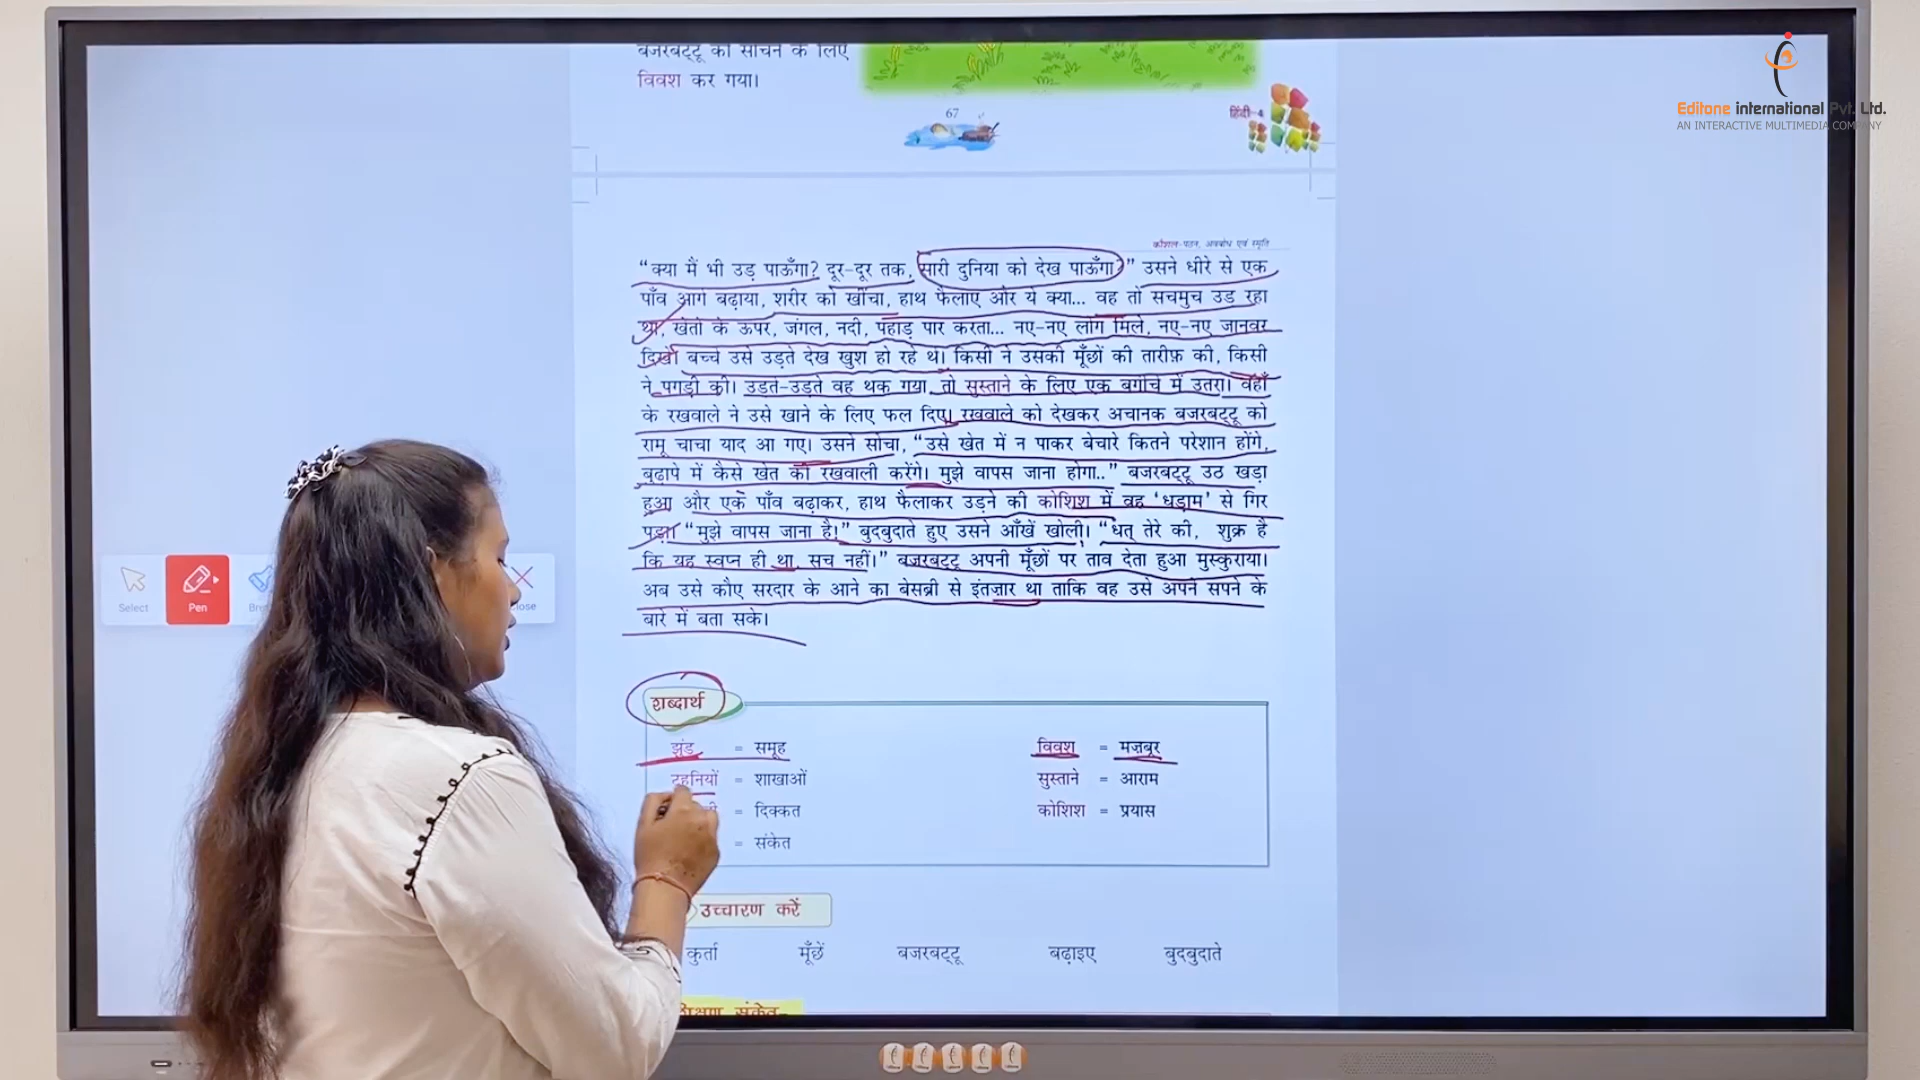 बजरबट्टू को सोचने के लिए
विवश कर गया।
67
हिंदी-4
Editone international Pvt. Ltd.
AN INTERACTIVE MULTIMEDIA COMPANY
कौशल-पठन, अवबोध एवं स्मृति
“क्या मैं भी उड़ पाऊँगा? दूर-दूर तक, सारी दुनिया को देख पाऊँगा?” उसने धीरे से एक
पाँव आगे बढ़ाया, शरीर को खींचा, हाथ फैलाए और ये क्या... वह तो सचमुच उड़ रहा
था, खेतों के ऊपर, जंगल, नदी, पहाड़ पार करता... नए-नए लोग मिले, नए-नए जानवर
दिखे। बच्चे उसे उड़ते देख खुश हो रहे थे। किसी ने उसकी मूँछों की तारीफ़ की, किसी
ने पगड़ी की। उड़ते-उड़ते वह थक गया, तो सुस्ताने के लिए एक बगीचे में उतरा। वहाँ
के रखवाले ने उसे खाने के लिए फल दिए। रखवाले को देखकर अचानक बजरबट्टू को
रामू चाचा याद आ गए। उसने सोचा, “उसे खेत में न पाकर बेचारे कितने परेशान होंगे,
बुढ़ापे में कैसे खेत की रखवाली करेंगे। मुझे वापस जाना होगा..” बजरबट्टू उठ खड़ा
हुआ और एक पाँव बढ़ाकर, हाथ फैलाकर उड़ने की कोशिश में वह ‘धड़ाम’ से गिर
पड़ा। “मुझे वापस जाना है!” बुदबुदाते हुए उसने आँखें खोली। “धत् तेरे की, शुक्र है
कि यह स्वप्न ही था, सच नहीं।” बजरबट्टू अपनी मूँछों पर ताव देता हुआ मुस्कुराया।
अब उसे कौए सरदार के आने का बेसब्री से इंतज़ार था ताकि वह उसे अपने सपने के
बारे में बता सके।
Select
Pen
शब्दार्थ
झुंड = समूह विवश = मजबूर
टहनियों = शाखाओं सुस्ताने = आराम
= दिक्कत कोशिश = प्रयास
= संकेत
उच्चारण करें
कुर्ता मूँछें बजरबट्टू बढ़ाइए बुदबुदाते